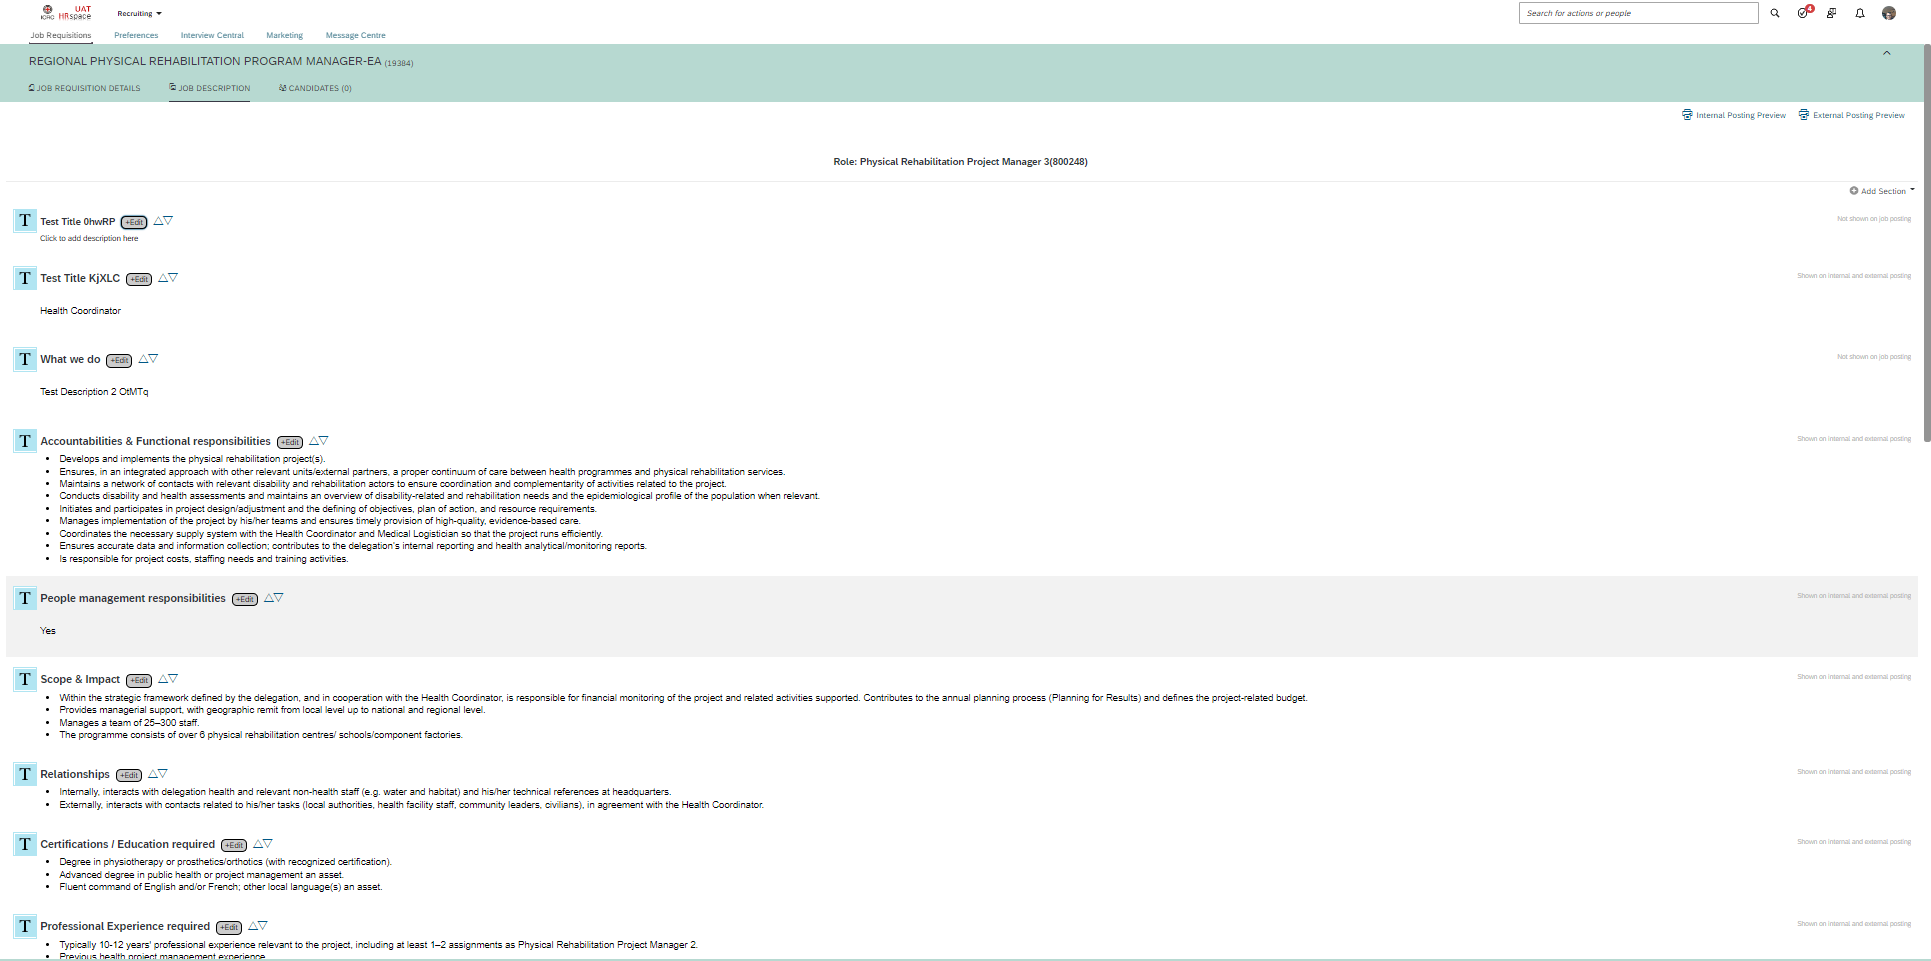 ICRC UAT HRspace Recruiting Search for actions or people 4
Job Requisitions Preferences Interview Central Marketing Message Centre
REGIONAL PHYSICAL REHABILITATION PROGRAM MANAGER-EA (19384)
JOB REQUISITION DETAILS JOB DESCRIPTION CANDIDATES (0)
Internal Posting Preview External Posting Preview
Role: Physical Rehabilitation Project Manager 3(800248)
Add Section
T Test Title 0hwRP +Edit Not shown on job posting
Click to add description here
T Test Title KjXLC +Edit Shown on internal and external posting
Health Coordinator
T What we do +Edit Not shown on job posting
Test Description 2 OtMTq
T Accountabilities & Functional responsibilities +Edit Shown on internal and external posting
• Develops and implements the physical rehabilitation project(s).
• Ensures, in an integrated approach with other relevant units/external partners, a proper continuum of care between health programmes and physical rehabilitation services.
• Maintains a network of contacts with relevant disability and rehabilitation actors to ensure coordination and complementarity of activities related to the project.
• Conducts disability and health assessments and maintains an overview of disability-related and rehabilitation needs and the epidemiological profile of the population when relevant.
• Initiates and participates in project design/adjustment and the defining of objectives, plan of action, and resource requirements.
• Manages implementation of the project by his/her teams and ensures timely provision of high-quality, evidence-based care.
• Coordinates the necessary supply system with the Health Coordinator and Medical Logistician so that the project runs efficiently.
• Ensures accurate data and information collection; contributes to the delegation's internal reporting and health analytical/monitoring reports.
• Is responsible for project costs, staffing needs and training activities.
T People management responsibilities +Edit Shown on internal and external posting
Yes
T Scope & Impact +Edit Shown on internal and external posting
• Within the strategic framework defined by the delegation, and in cooperation with the Health Coordinator, is responsible for financial monitoring of the project and related activities supported. Contributes to the annual planning process (Planning for Results) and defines the project-related budget.
• Provides managerial support, with geographic remit from local level up to national and regional level.
• Manages a team of 25–300 staff.
• The programme consists of over 6 physical rehabilitation centres/ schools/component factories.
T Relationships +Edit Shown on internal and external posting
• Internally, interacts with delegation health and relevant non-health staff (e.g. water and habitat) and his/her technical references at headquarters.
• Externally, interacts with contacts related to his/her tasks (local authorities, health facility staff, community leaders, civilians), in agreement with the Health Coordinator.
T Certifications / Education required +Edit Shown on internal and external posting
• Degree in physiotherapy or prosthetics/orthotics (with recognized certification).
• Advanced degree in public health or project management an asset.
• Fluent command of English and/or French; other local language(s) an asset.
T Professional Experience required +Edit Shown on internal and external posting
• Typically 10-12 years' professional experience relevant to the project, including at least 1–2 assignments as Physical Rehabilitation Project Manager 2.
• Previous health project management experience